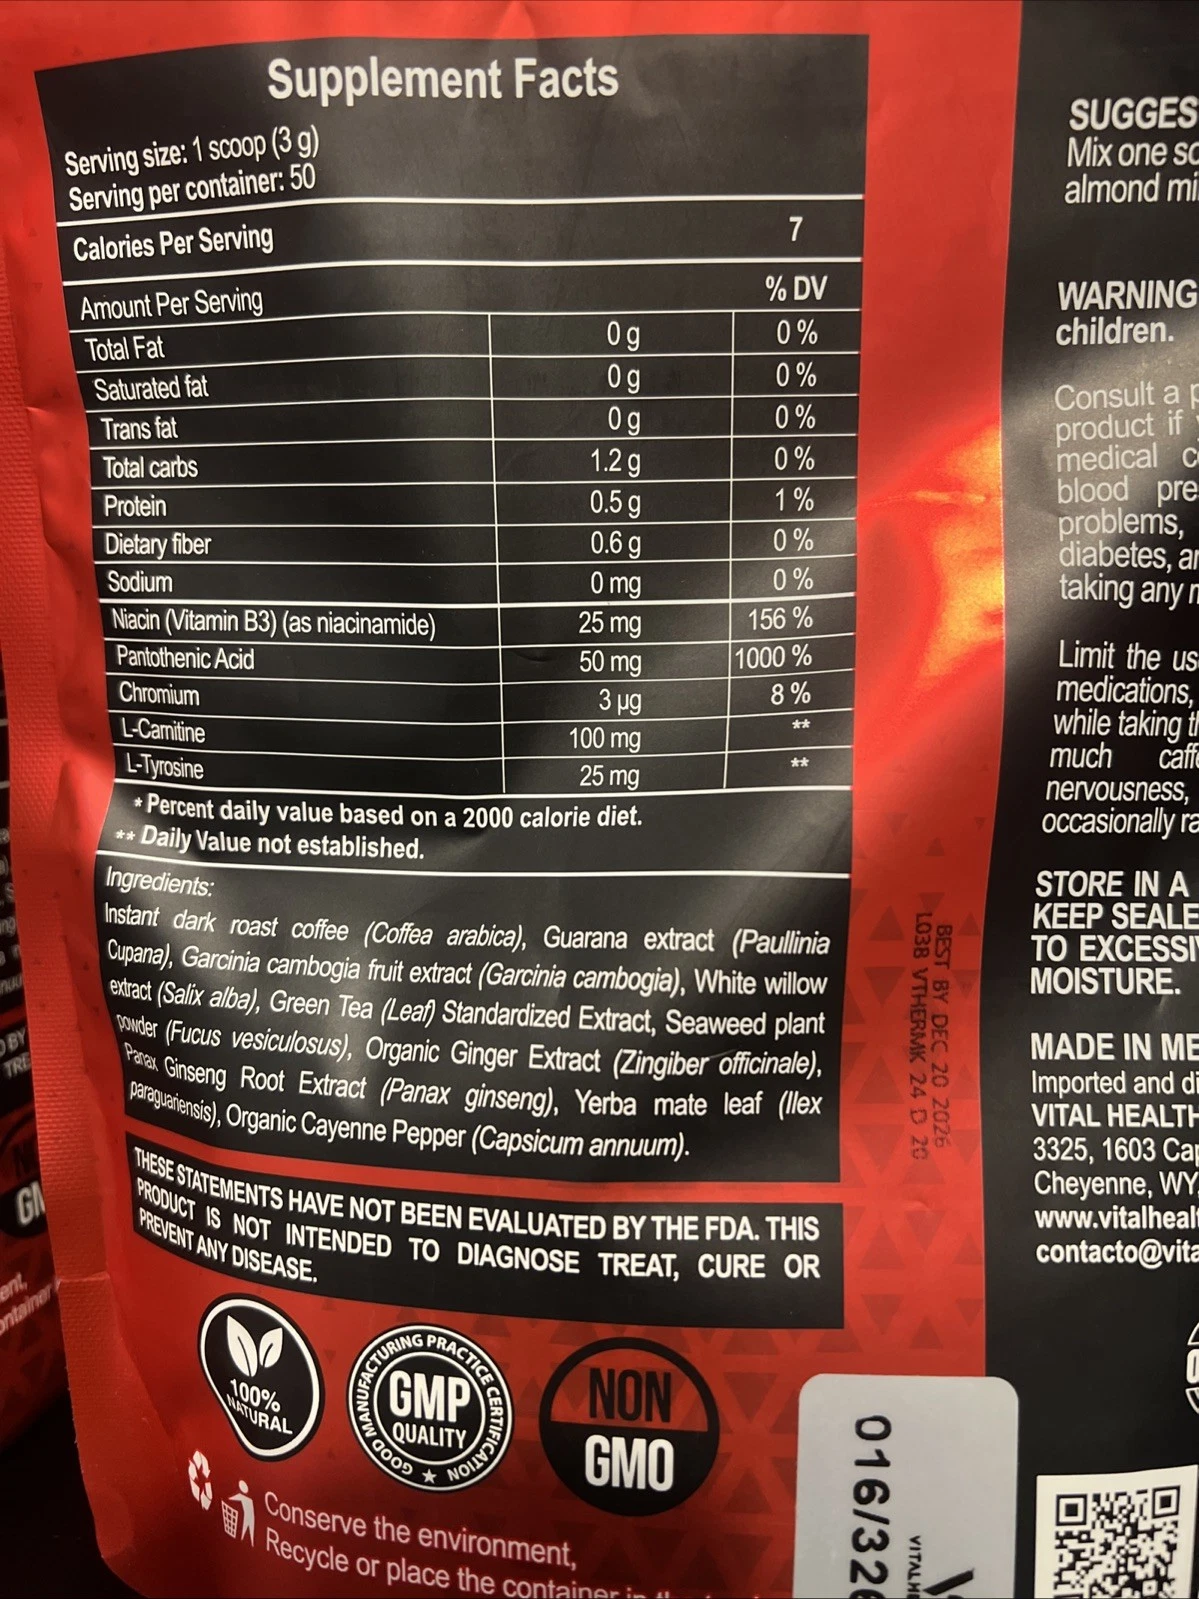 Supplement Facts
Serving size: 1 scoop (3 g)
Serving per container: 50
Calories Per Serving 7
Amount Per Serving % DV
Total Fat 0 g 0 %
Saturated fat 0 g 0 %
Trans fat 0 g 0 %
Total carbs 1.2 g 0 %
Protein 0.5 g 1 %
Dietary fiber 0.6 g 0 %
Sodium 0 mg 0 %
Niacin (Vitamin B3) (as niacinamide) 25 mg 156 %
Pantothenic Acid 50 mg 1000 %
Chromium 3 µg 8 %
L-Carnitine 100 mg **
L-Tyrosine 25 mg **
* Percent daily value based on a 2000 calorie diet.
** Daily Value not established.
Ingredients:
Instant dark roast coffee (Coffea arabica), Guarana extract (Paullinia
Cupana), Garcinia cambogia fruit extract (Garcinia cambogia), White willow
extract (Salix alba), Green Tea (Leaf) Standardized Extract, Seaweed plant
powder (Fucus vesiculosus), Organic Ginger Extract (Zingiber officinale),
Panax Ginseng Root Extract (Panax ginseng), Yerba mate leaf (Ilex
paraguariensis), Organic Cayenne Pepper (Capsicum annuum).
THESE STATEMENTS HAVE NOT BEEN EVALUATED BY THE FDA. THIS
PRODUCT IS NOT INTENDED TO DIAGNOSE TREAT, CURE OR
PREVENT ANY DISEASE.
100%
NATURAL
GOOD MANUFACTURING PRACTICE CERTIFICATION
GMP
QUALITY
NON
GMO
Conserve the environment,
Recycle or place the container in
BEST BY DEC 20 2026
L03B VTHERMK 24 D 20
016/326
VITALHE
SUGGES
Mix one sc
almond mi
WARNING
children.
Consult a p
product if
medical c
blood pre
problems,
diabetes, an
taking any m
Limit the us
medications,
while taking th
much caffe
nervousness,
occasionally ra
STORE IN A
KEEP SEALE
TO EXCESSI
MOISTURE.
MADE IN ME
Imported and di
VITAL HEALTH
3325, 1603 Cap
Cheyenne, WY
www.vitalhealt
contacto@vita